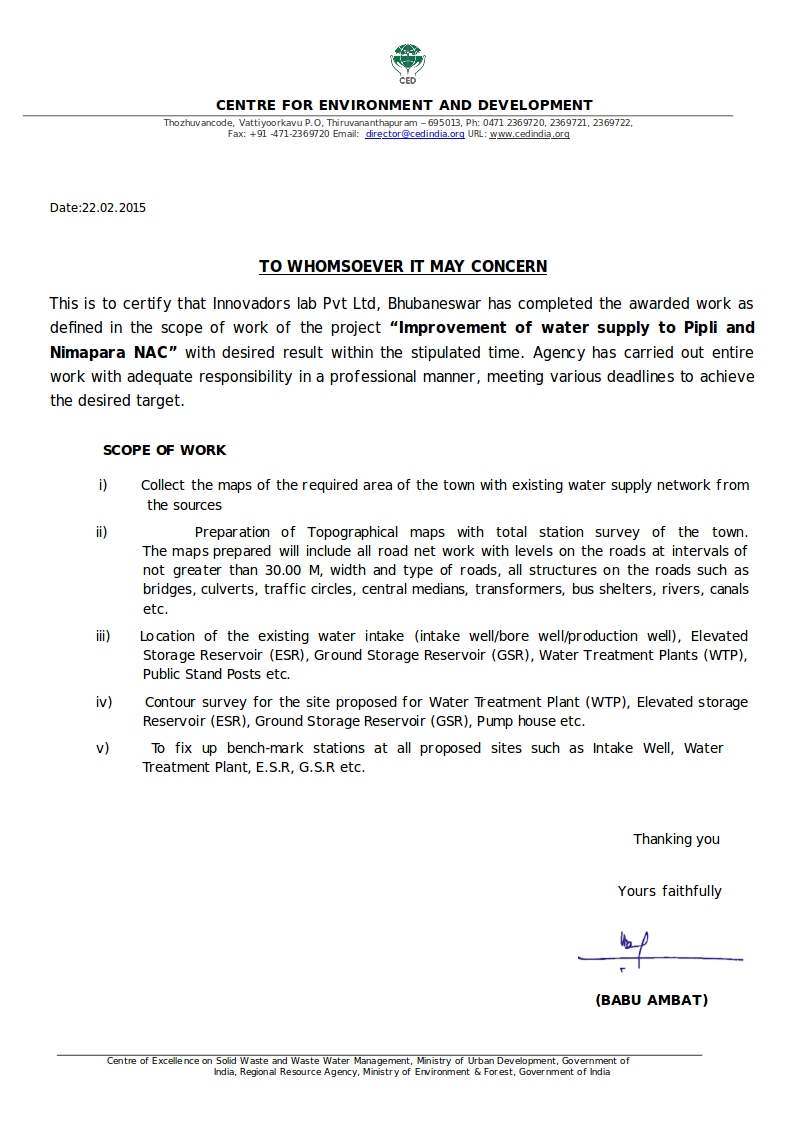 CED
CENTRE FOR ENVIRONMENT AND DEVELOPMENT
Thozhuvancode, Vattiyoorkavu P.O, Thiruvananthapuram – 695013, Ph: 0471 2369720, 2369721, 2369722,
Fax: +91 -471-2369720 Email: director@cedindia.org URL: www.cedindia.org
Date:22.02.2015
TO WHOMSOEVER IT MAY CONCERN
This is to certify that Innovadors lab Pvt Ltd, Bhubaneswar has completed the awarded work as
defined in the scope of work of the project “Improvement of water supply to Pipli and
Nimapara NAC” with desired result within the stipulated time. Agency has carried out entire
work with adequate responsibility in a professional manner, meeting various deadlines to achieve
the desired target.
SCOPE OF WORK
i) Collect the maps of the required area of the town with existing water supply network from
the sources
ii) Preparation of Topographical maps with total station survey of the town.
The maps prepared will include all road net work with levels on the roads at intervals of
not greater than 30.00 M, width and type of roads, all structures on the roads such as
bridges, culverts, traffic circles, central medians, transformers, bus shelters, rivers, canals
etc.
iii) Location of the existing water intake (intake well/bore well/production well), Elevated
Storage Reservoir (ESR), Ground Storage Reservoir (GSR), Water Treatment Plants (WTP),
Public Stand Posts etc.
iv) Contour survey for the site proposed for Water Treatment Plant (WTP), Elevated storage
Reservoir (ESR), Ground Storage Reservoir (GSR), Pump house etc.
v) To fix up bench-mark stations at all proposed sites such as Intake Well, Water
Treatment Plant, E.S.R, G.S.R etc.
Thanking you
Yours faithfully
(BABU AMBAT)
Centre of Excellence on Solid Waste and Waste Water Management, Ministry of Urban Development, Government of
India, Regional Resource Agency, Ministry of Environment & Forest, Government of India